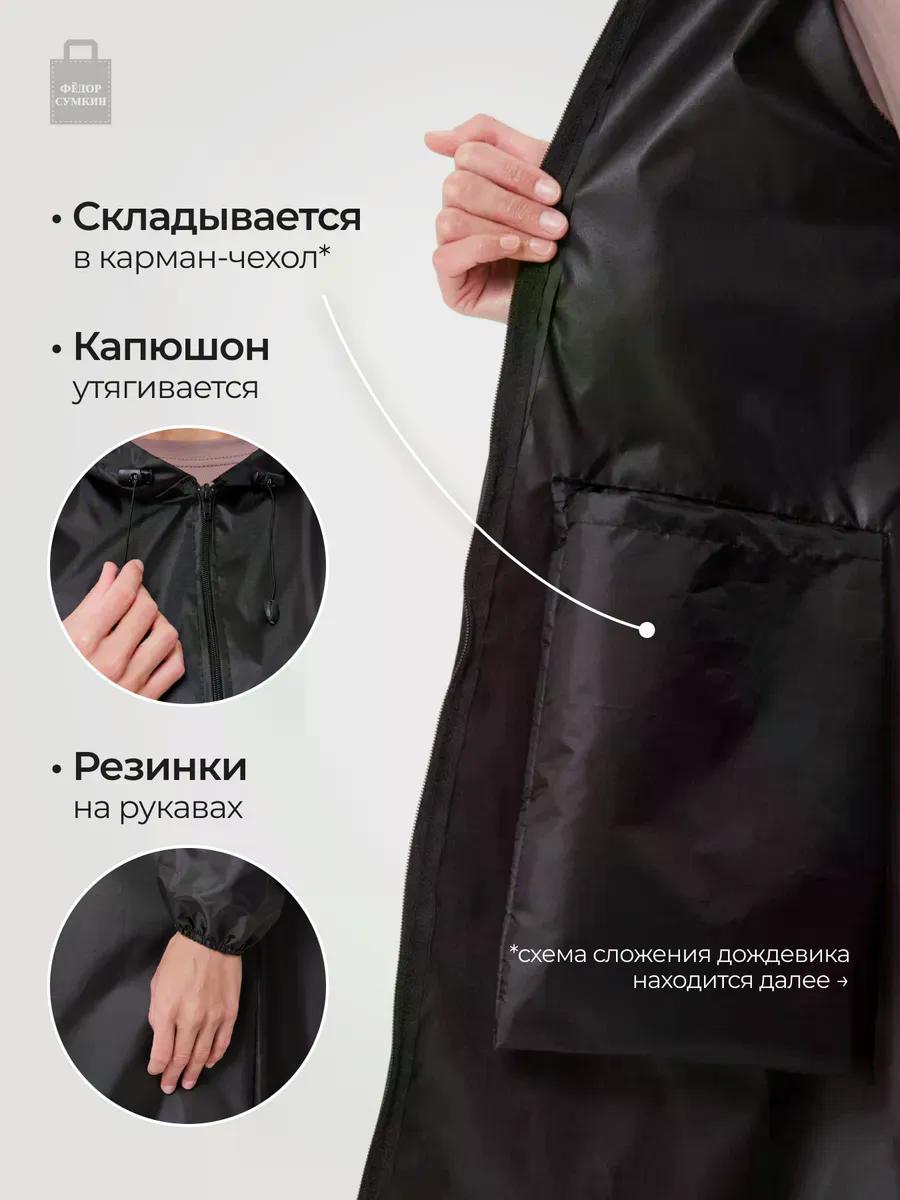 ФЁДОР
СУМКИН
• Складывается
в карман-чехол*
• Капюшон
утягивается
• Резинки
на рукавах
*схема сложения дождевика
находится далее →